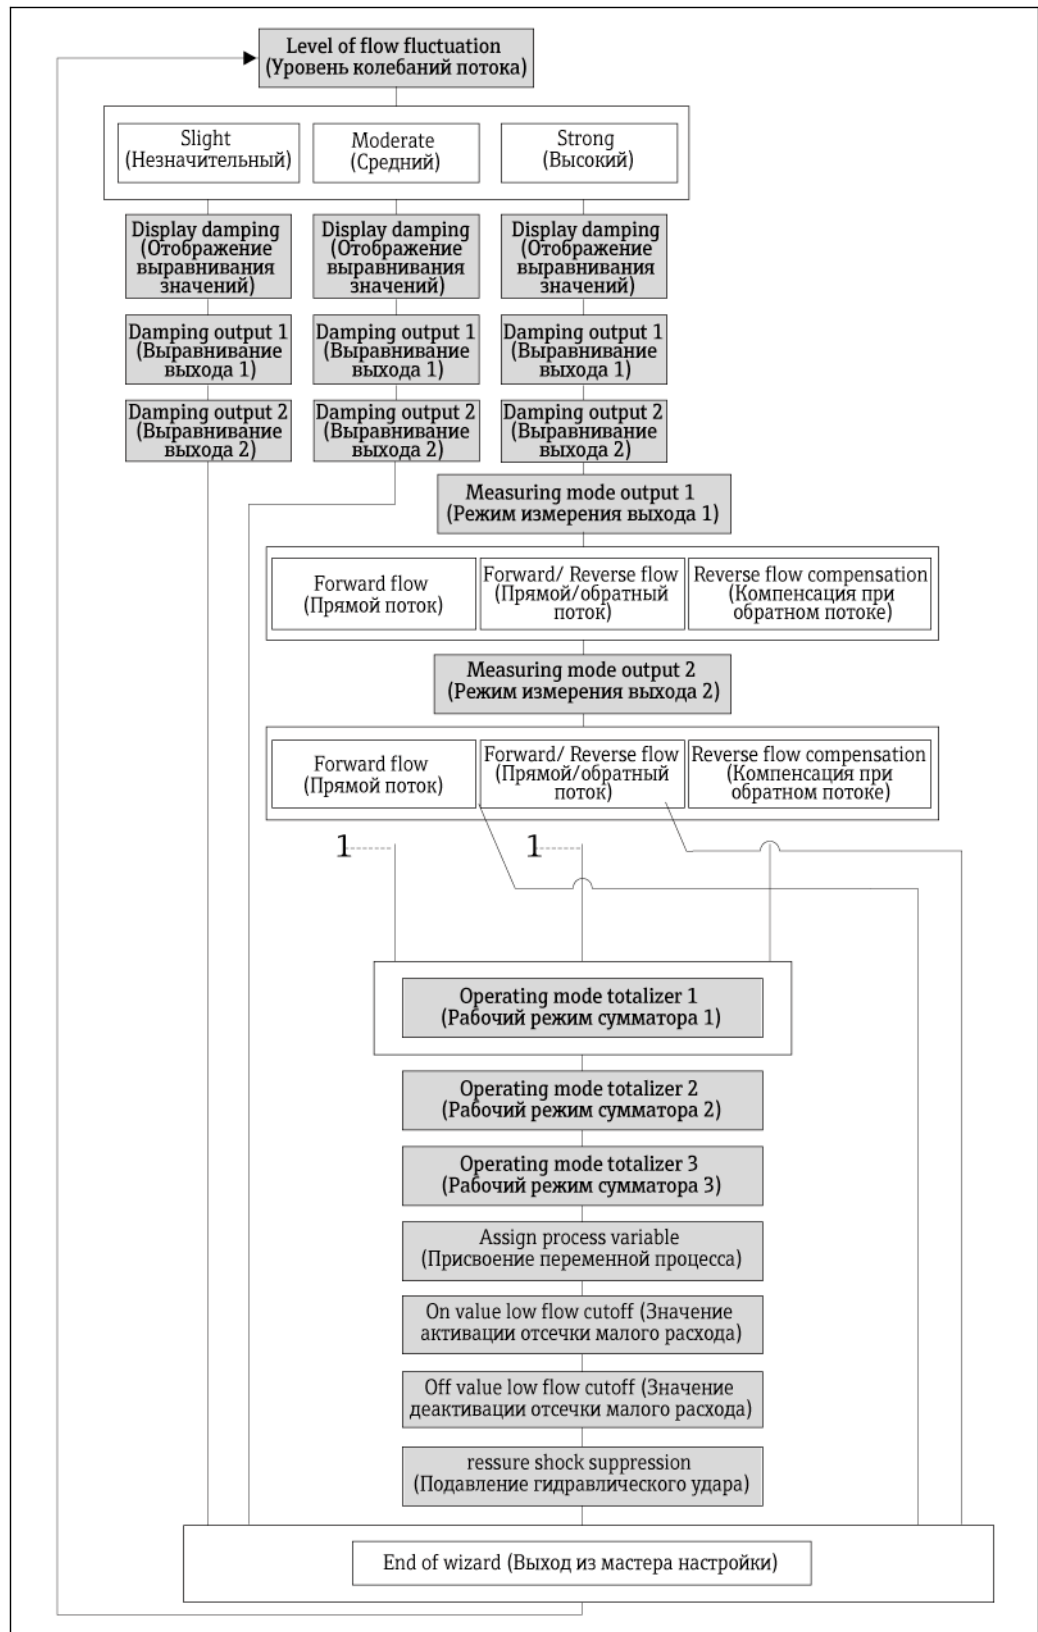 Level of flow fluctuation
(Уровень колебаний потока)
Slight
(Незначительный)
Moderate
(Средний)
Strong
(Высокий)
Display damping
(Отображение
выравнивания
значений)
Display damping
(Отображение
выравнивания
значений)
Display damping
(Отображение
выравнивания
значений)
Damping output 1
(Выравнивание
выхода 1)
Damping output 1
(Выравнивание
выхода 1)
Damping output 1
(Выравнивание
выхода 1)
Damping output 2
(Выравнивание
выхода 2)
Damping output 2
(Выравнивание
выхода 2)
Damping output 2
(Выравнивание
выхода 2)
Measuring mode output 1
(Режим измерения выхода 1)
Forward flow
(Прямой поток)
Forward/ Reverse flow
(Прямой/обратный
поток)
Reverse flow compensation
(Компенсация при
обратном потоке)
Measuring mode output 2
(Режим измерения выхода 2)
Forward flow
(Прямой поток)
Forward/ Reverse flow
(Прямой/обратный
поток)
Reverse flow compensation
(Компенсация при
обратном потоке)
1
1
Operating mode totalizer 1
(Рабочий режим сумматора 1)
Operating mode totalizer 2
(Рабочий режим сумматора 2)
Operating mode totalizer 3
(Рабочий режим сумматора 3)
Assign process variable
(Присвоение переменной процесса)
On value low flow cutoff (Значение
активации отсечки малого расхода)
Off value low flow cutoff (Значение
деактивации отсечки малого расхода)
ressure shock suppression
(Подавление гидравлического удара)
End of wizard (Выход из мастера настройки)